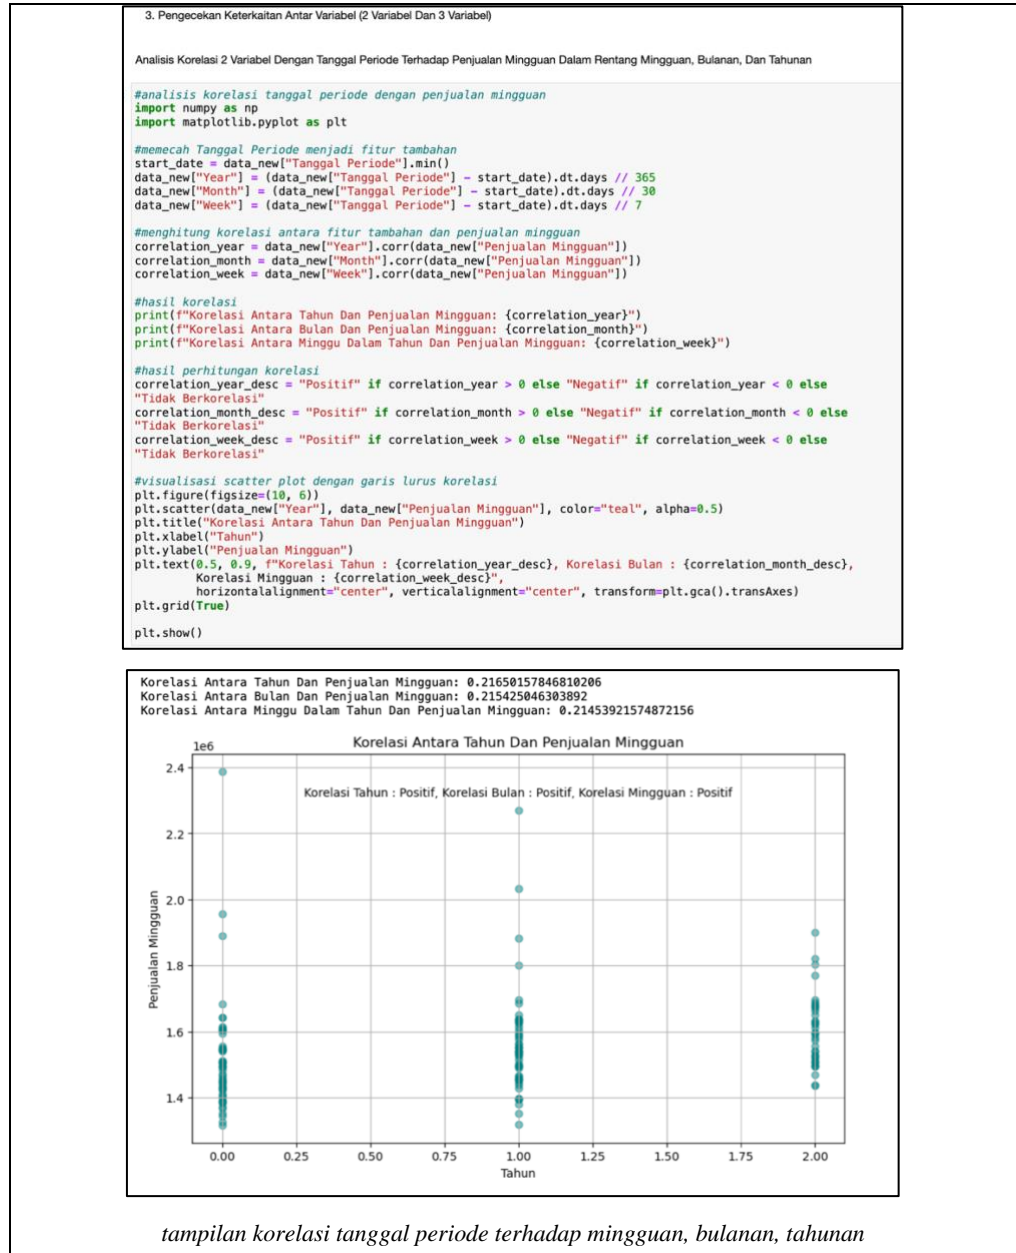 3. Pengecekan Keterkaitan Antar Variabel (2 Variabel Dan 3 Variabel)
Analisis Korelasi 2 Variabel Dengan Tanggal Periode Terhadap Penjualan Mingguan Dalam Rentang Mingguan, Bulanan, Dan Tahunan
#analisis korelasi tanggal periode dengan penjualan mingguan
import numpy as np
import matplotlib.pyplot as plt
#memecah Tanggal Periode menjadi fitur tambahan
start_date = data_new["Tanggal Periode"].min()
data_new["Year"] = (data_new["Tanggal Periode"] - start_date).dt.days // 365
data_new["Month"] = (data_new["Tanggal Periode"] - start_date).dt.days // 30
data_new["Week"] = (data_new["Tanggal Periode"] - start_date).dt.days // 7
#menghitung korelasi antara fitur tambahan dan penjualan mingguan
correlation_year = data_new["Year"].corr(data_new["Penjualan Mingguan"])
correlation_month = data_new["Month"].corr(data_new["Penjualan Mingguan"])
correlation_week = data_new["Week"].corr(data_new["Penjualan Mingguan"])
#hasil korelasi
print(f"Korelasi Antara Tahun Dan Penjualan Mingguan: {correlation_year}")
print(f"Korelasi Antara Bulan Dan Penjualan Mingguan: {correlation_month}")
print(f"Korelasi Antara Minggu Dalam Tahun Dan Penjualan Mingguan: {correlation_week}")
#hasil perhitungan korelasi
correlation_year_desc = "Positif" if correlation_year > 0 else "Negatif" if correlation_year < 0 else
"Tidak Berkorelasi"
correlation_month_desc = "Positif" if correlation_month > 0 else "Negatif" if correlation_month < 0 else
"Tidak Berkorelasi"
correlation_week_desc = "Positif" if correlation_week > 0 else "Negatif" if correlation_week < 0 else
"Tidak Berkorelasi"
#visualisasi scatter plot dengan garis lurus korelasi
plt.figure(figsize=(10, 6))
plt.scatter(data_new["Year"], data_new["Penjualan Mingguan"], color="teal", alpha=0.5)
plt.title("Korelasi Antara Tahun Dan Penjualan Mingguan")
plt.xlabel("Tahun")
plt.ylabel("Penjualan Mingguan")
plt.text(0.5, 0.9, f"Korelasi Tahun : {correlation_year_desc}, Korelasi Bulan : {correlation_month_desc},
Korelasi Mingguan : {correlation_week_desc}",
horizontalalignment="center", verticalalignment="center", transform=plt.gca().transAxes)
plt.grid(True)
plt.show()
Korelasi Antara Tahun Dan Penjualan Mingguan: 0.21650157846810206
Korelasi Antara Bulan Dan Penjualan Mingguan: 0.215425046303892
Korelasi Antara Minggu Dalam Tahun Dan Penjualan Mingguan: 0.21453921574872156
Korelasi Antara Tahun Dan Penjualan Mingguan
1e6
2.4
Korelasi Tahun : Positif, Korelasi Bulan : Positif, Korelasi Mingguan : Positif
2.2
2.0
1.8
1.6
1.4
Penjualan Mingguan
0.00 0.25 0.50 0.75 1.00 1.25 1.50 1.75 2.00
Tahun
tampilan korelasi tanggal periode terhadap mingguan, bulanan, tahunan